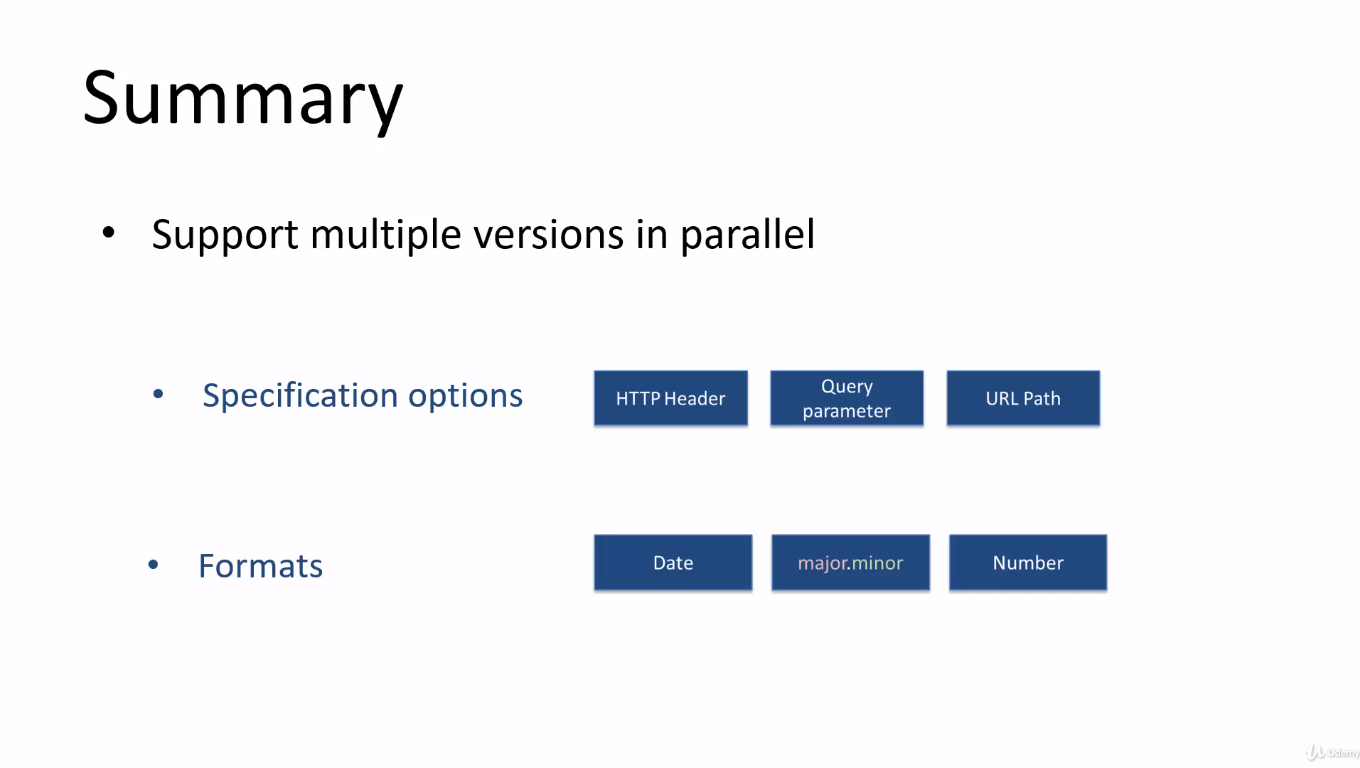 Summary
• Support multiple versions in parallel
• Specification options
HTTP Header
Query
parameter
URL Path
• Formats
Date
major.minor
Number
Udemy